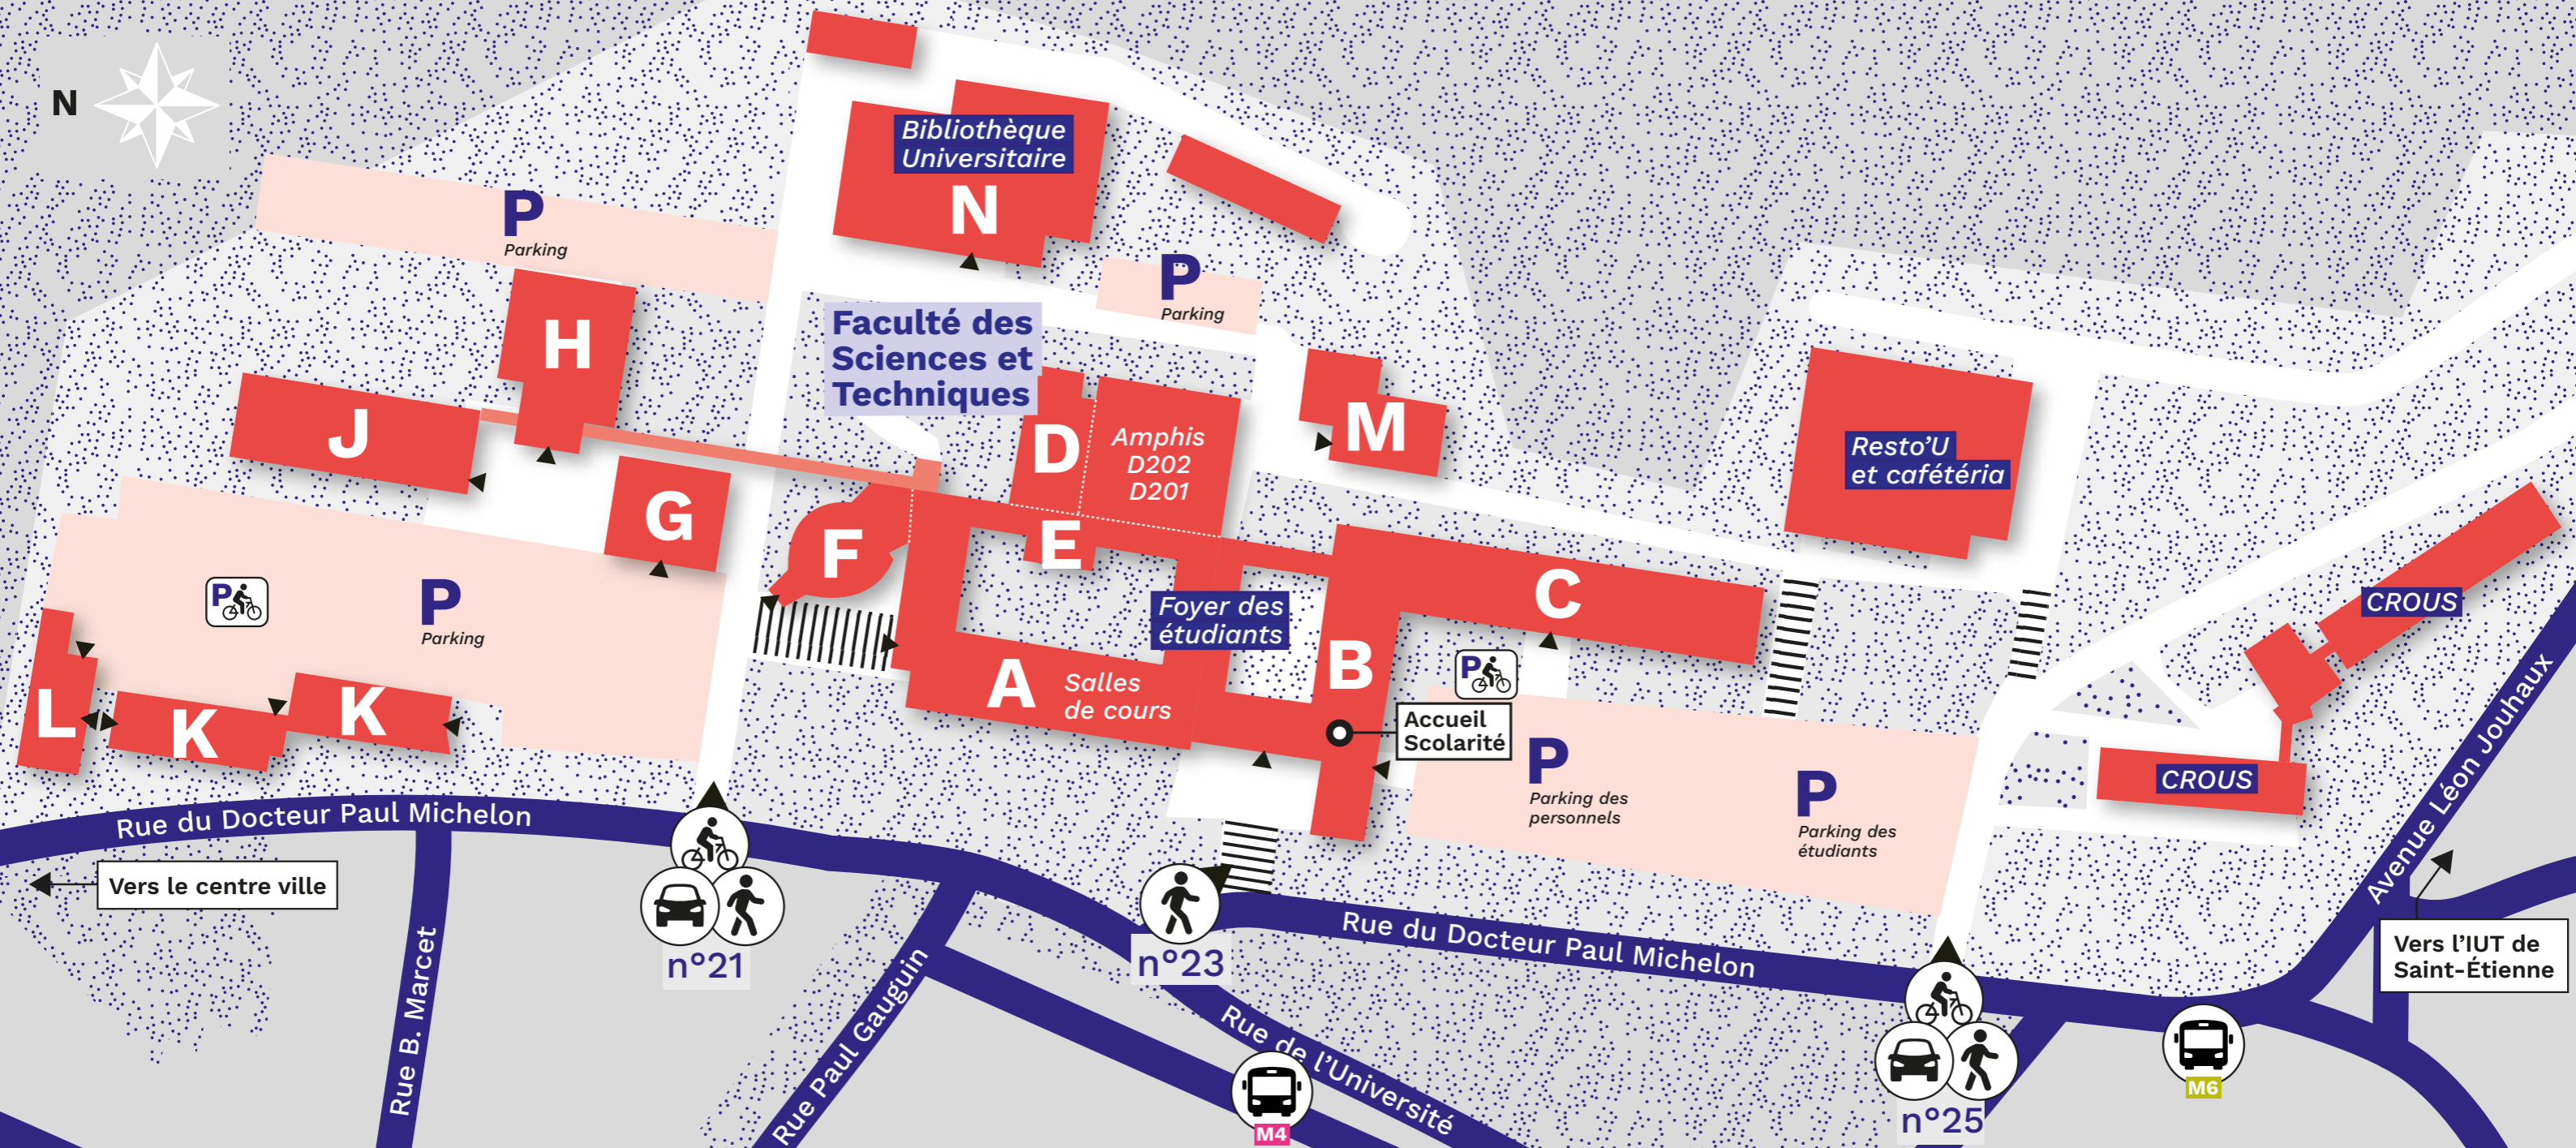 N
Bibliothèque
Universitaire
N
P
Parking
P
Parking
Faculté des
Sciences et
Techniques
H
J
G
F
D
Amphis
D202
D201
E
M
Resto’U
et cafétéria
C
P
P
Parking
Foyer des
étudiants
B
P
A
Salles
de cours
L
K
K
Accueil
Scolarité
P
Parking des
personnels
P
Parking des
étudiants
CROUS
CROUS
Rue du Docteur Paul Michelon
Vers le centre ville
Rue B. Marcet
n°21
Rue Paul Gauguin
n°23
Rue du Docteur Paul Michelon
Rue de l’Université
M4
n°25
M6
Avenue Léon Jouhaux
Vers l’IUT de
Saint-Étienne